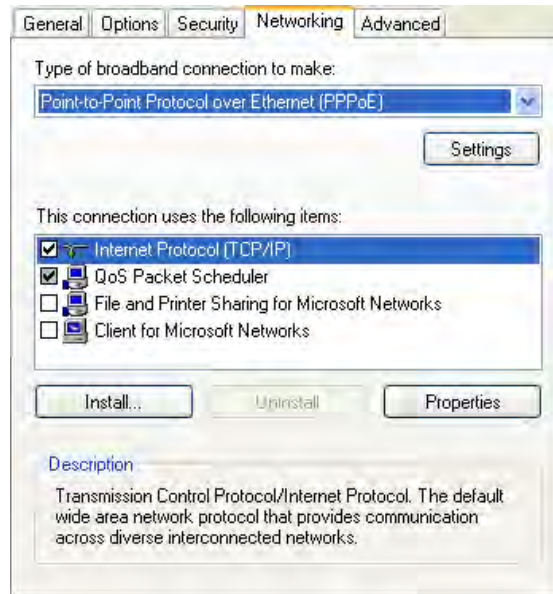 General Options Security Networking Advanced
Type of broadband connection to make:
Point-to-Point Protocol over Ethernet (PPPoE)
Settings
This connection uses the following items:
Internet Protocol (TCP/IP)
QoS Packet Scheduler
File and Printer Sharing for Microsoft Networks
Client for Microsoft Networks
Install... Uninstall Properties
Description
Transmission Control Protocol/Internet Protocol. The default
wide area network protocol that provides communication
across diverse interconnected networks.